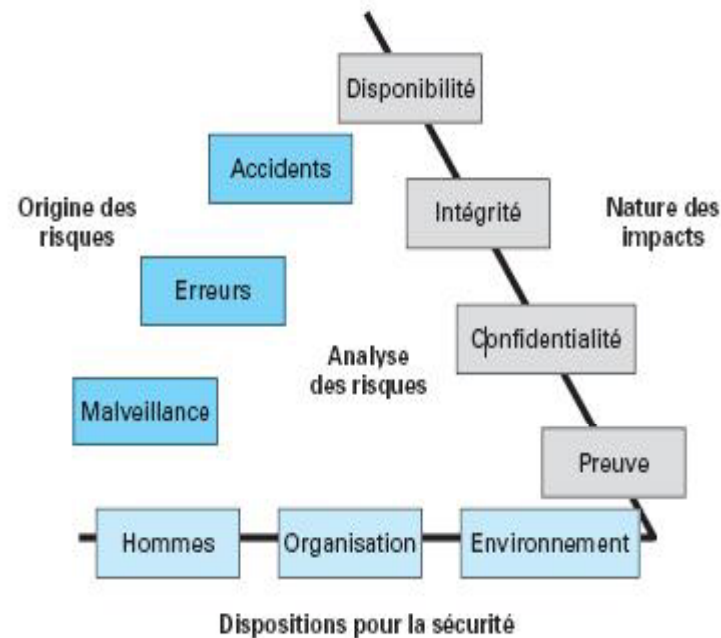 Disponibilité
Accidents
Origine des
risques
Intégrité
Nature des
impacts
Erreurs
Confidentialité
Analyse
des risques
Malveillance
Preuve
Hommes
Organisation
Environnement
Dispositions pour la sécurité